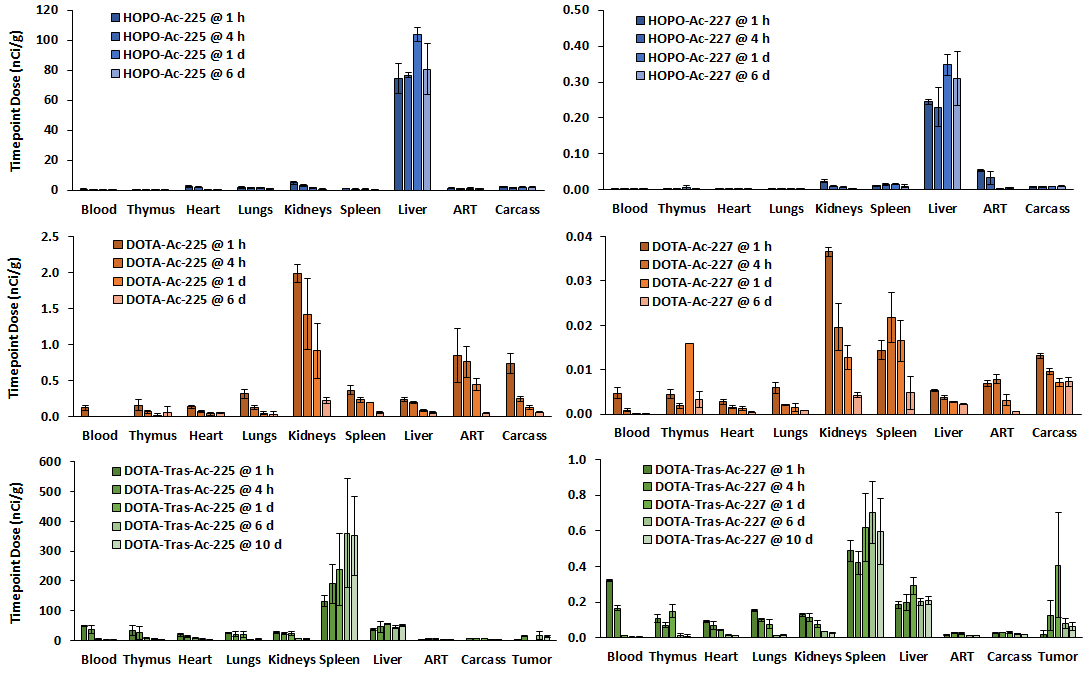 Timepoint Dose (nCi/g)
120
100
80
60
40
20
0
HOPO-Ac-225 @ 1 h
HOPO-Ac-225 @ 4 h
HOPO-Ac-225 @ 1 d
HOPO-Ac-225 @ 6 d
Blood Thymus Heart Lungs Kidneys Spleen Liver ART Carcass
0.50
0.40
0.30
0.20
0.10
0.00
HOPO-Ac-227 @ 1 h
HOPO-Ac-227 @ 4 h
HOPO-Ac-227 @ 1 d
HOPO-Ac-227 @ 6 d
Blood Thymus Heart Lungs Kidneys Spleen Liver ART Carcass
Timepoint Dose (nCi/g)
2.5
2.0
1.5
1.0
0.5
0.0
DOTA-Ac-225 @ 1 h
DOTA-Ac-225 @ 4 h
DOTA-Ac-225 @ 1 d
DOTA-Ac-225 @ 6 d
Blood Thymus Heart Lungs Kidneys Spleen Liver ART Carcass
0.04
0.03
0.02
0.01
0.00
DOTA-Ac-227 @ 1 h
DOTA-Ac-227 @ 4 h
DOTA-Ac-227 @ 1 d
DOTA-Ac-227 @ 6 d
Blood Thymus Heart Lungs Kidneys Spleen Liver ART Carcass
Timepoint Dose (nCi/g)
600
500
400
300
200
100
0
DOTA-Tras-Ac-225 @ 1 h
DOTA-Tras-Ac-225 @ 4 h
DOTA-Tras-Ac-225 @ 1 d
DOTA-Tras-Ac-225 @ 6 d
DOTA-Tras-Ac-225 @ 10 d
Blood Thymus Heart Lungs Kidneys Spleen Liver ART Carcass Tumor
1.0
0.8
0.6
0.4
0.2
0.0
DOTA-Tras-Ac-227 @ 1 h
DOTA-Tras-Ac-227 @ 4 h
DOTA-Tras-Ac-227 @ 1 d
DOTA-Tras-Ac-227 @ 6 d
DOTA-Tras-Ac-227 @ 10 d
Blood Thymus Heart Lungs Kidneys Spleen Liver ART Carcass Tumor